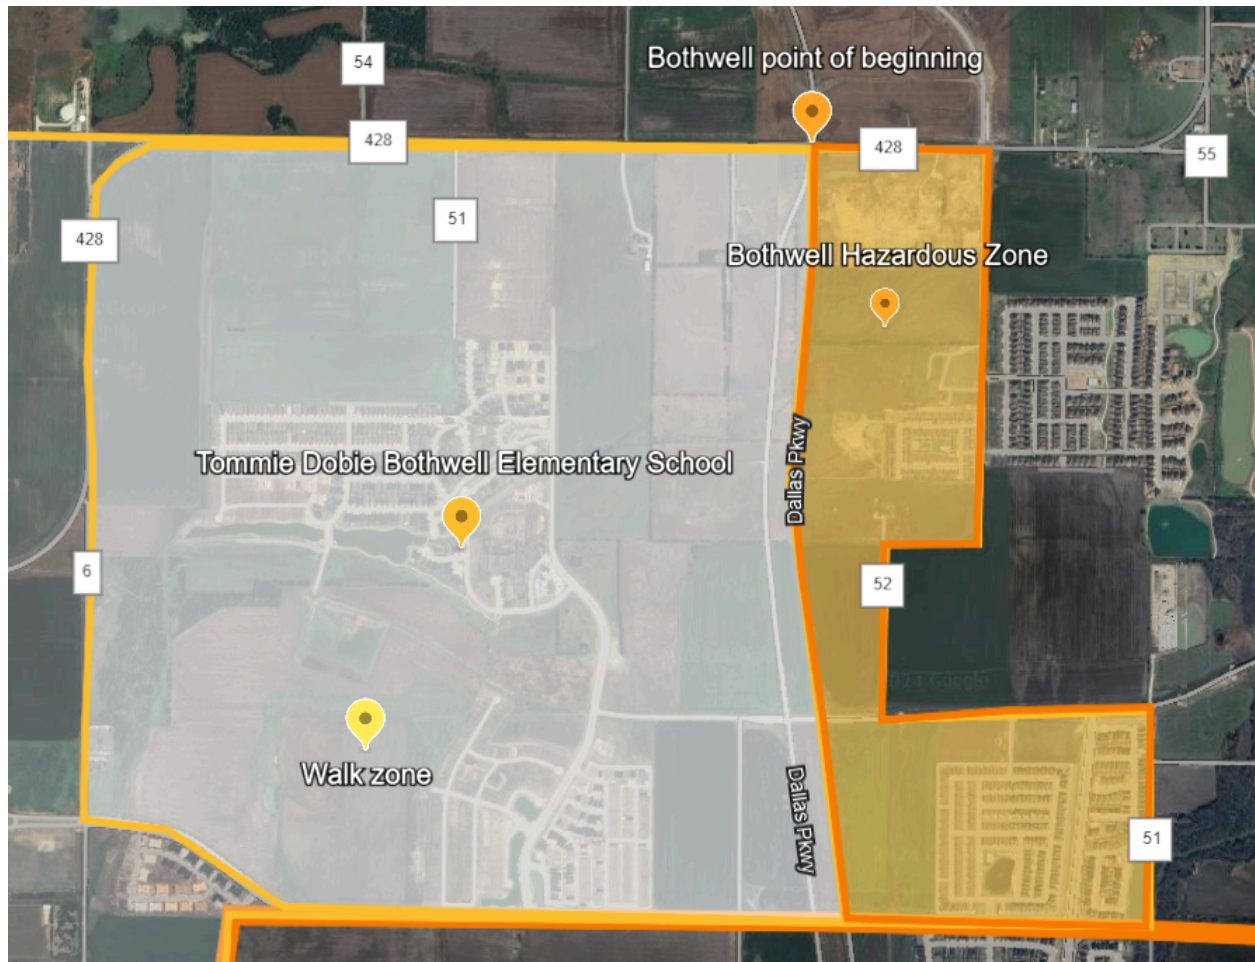 Bothwell point of beginning
54
428
428
55
51
428
Bothwell Hazardous Zone
Dallas Pkwy
Tommie Dobie Bothwell Elementary School
6
52
Walk zone
Dallas Pkwy
51